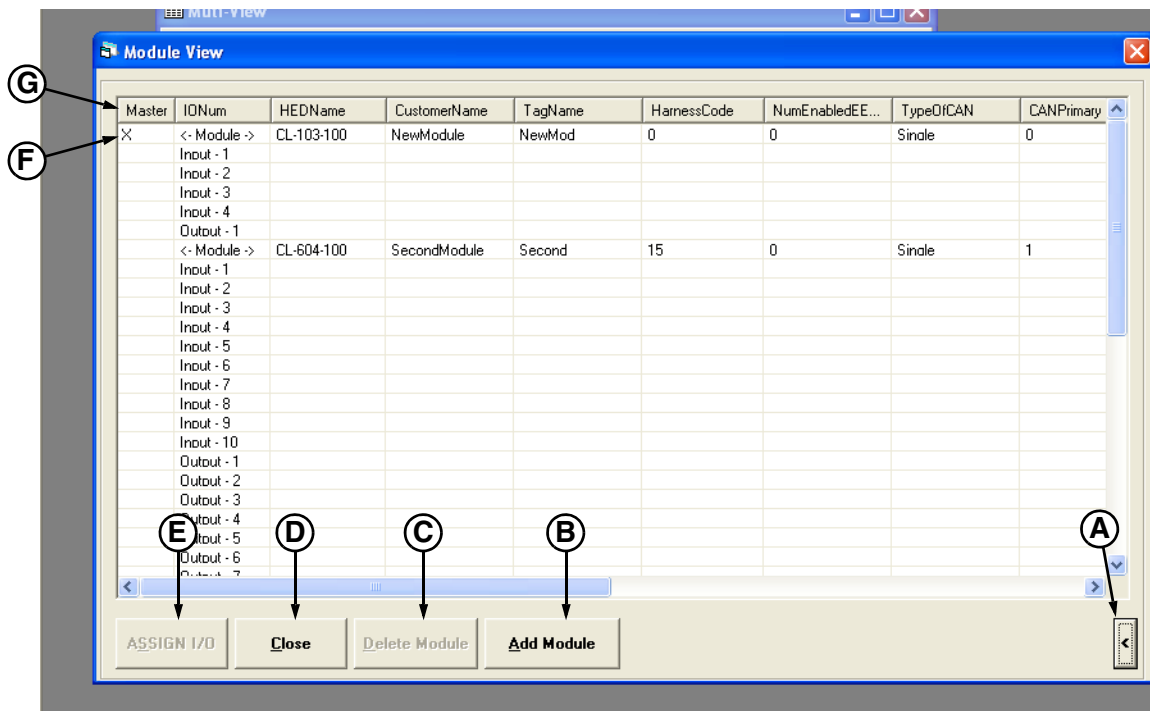 Muti-View
Module View
G
Master IONum HEDName CustomerName TagName HarnessCode NumEnabledEE... TypeOfCAN CANPrimary
X <- Module -> CL-103-100 NewModule NewMod 0 0 Single 0
F
Input - 1
Input - 2
Input - 3
Input - 4
Output - 1
<- Module -> CL-604-100 SecondModule Second 15 0 Single 1
Input - 1
Input - 2
Input - 3
Input - 4
Input - 5
Input - 6
Input - 7
Input - 8
Input - 9
Input - 10
Output - 1
Output - 2
Output - 3
Output - 4
E D C B A
Output - 5
Output - 6
Output - 7
ASSIGN I/O Close Delete Module Add Module <